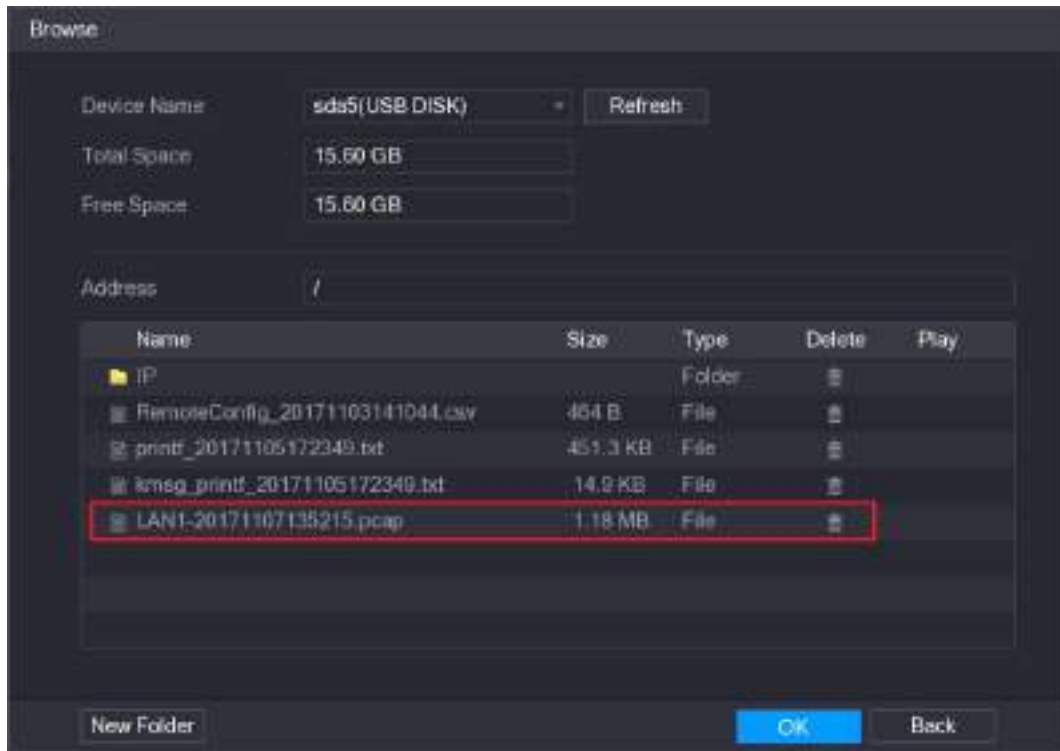 Browse
Device Name sda5(USB DISK) Refresh
Total Space 15.60 GB
Free Space 15.60 GB
Address /
Name Size Type Delete Play
IP Folder
RemoteConfig_20171103141044.csv 464 B File
printf_20171105172349.txt 451.3 KB File
kmsg_printf_20171105172349.txt 14.9 KB File
LAN1-20171107135215.pcap 1.18 MB File
New Folder OK Back